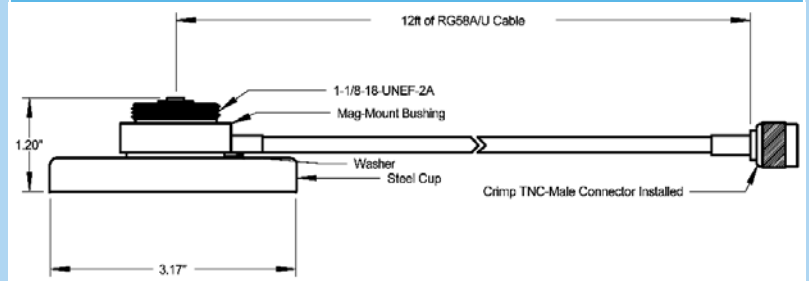 12ft of RG58A/U Cable
1-1/8-18-UNEF-2A
Mag-Mount Bushing
1.20"
Washer
Steel Cup
Crimp TNC-Male Connector Installed
3.17"